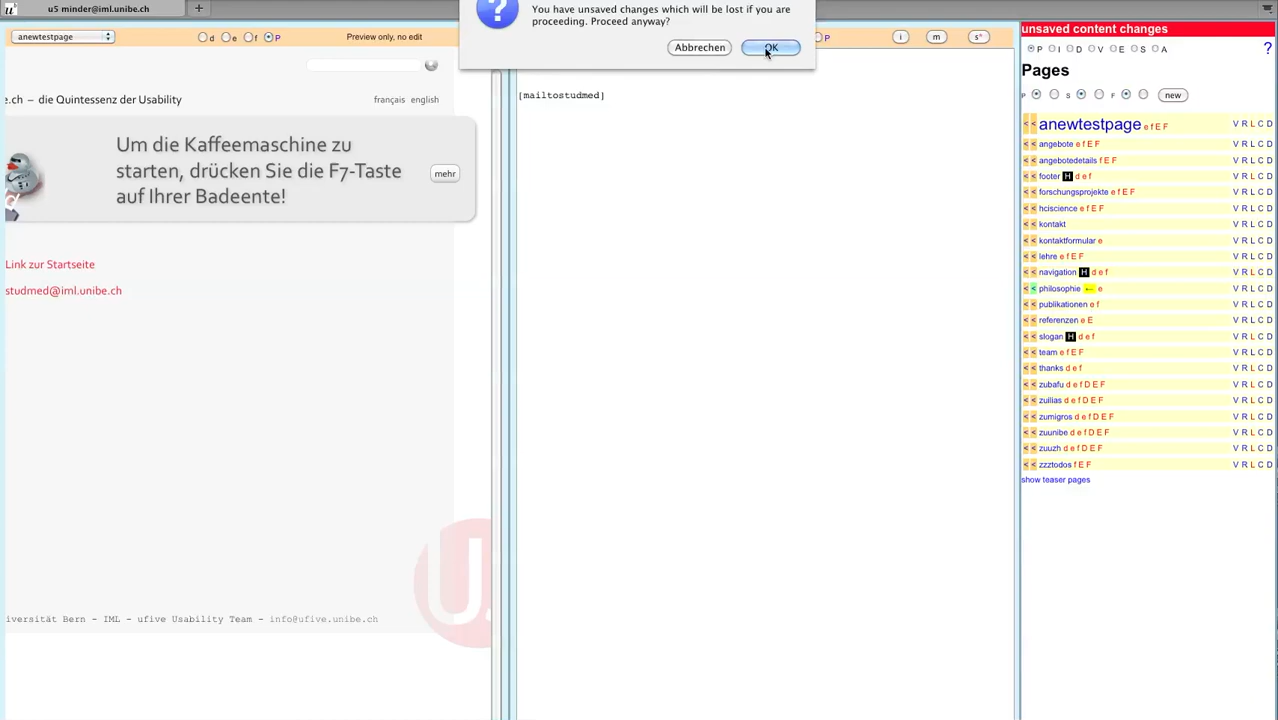 u5 minder@iml.unibe.ch
+
You have unsaved changes which will be lost if you are
proceeding. Proceed anyway?
Abbrechen OK
anewtestpage d e f P Preview only, no edit
P i m s*
e.ch – die Quintessenz der Usability français english
Um die Kaffeemaschine zu
starten, drücken Sie die F7-Taste
auf Ihrer Badeente!
mehr
Link zur Startseite
studmed@iml.unibe.ch
iversität Bern - IML - ufive Usability Team - info@ufive.unibe.ch
[mailtostudmed]
unsaved content changes
P I D V E S A ?
Pages
P S F new
< < anewtestpage e f E F V R L C D
< < angebote e f E F V R L C D
< < angebotedetails f E F V R L C D
< < footer H d e f V R L C D
< < forschungsprojekte e f E F V R L C D
< < hciscience e f E F V R L C D
< < kontakt V R L C D
< < kontaktformular e V R L C D
< < lehre e f E F V R L C D
< < navigation H d e f V R L C D
< < philosophie ← e V R L C D
< < publikationen e f V R L C D
< < referenzen e E V R L C D
< < slogan H d e f V R L C D
< < team e f E F V R L C D
< < thanks d e f V R L C D
< < zubafu d e f D E F V R L C D
< < zuilias d e f D E F V R L C D
< < zumigros d e f D E F V R L C D
< < zuunibe d e f D E F V R L C D
< < zuuzh d e f D E F V R L C D
< < zzztodos f E F V R L C D
show teaser pages